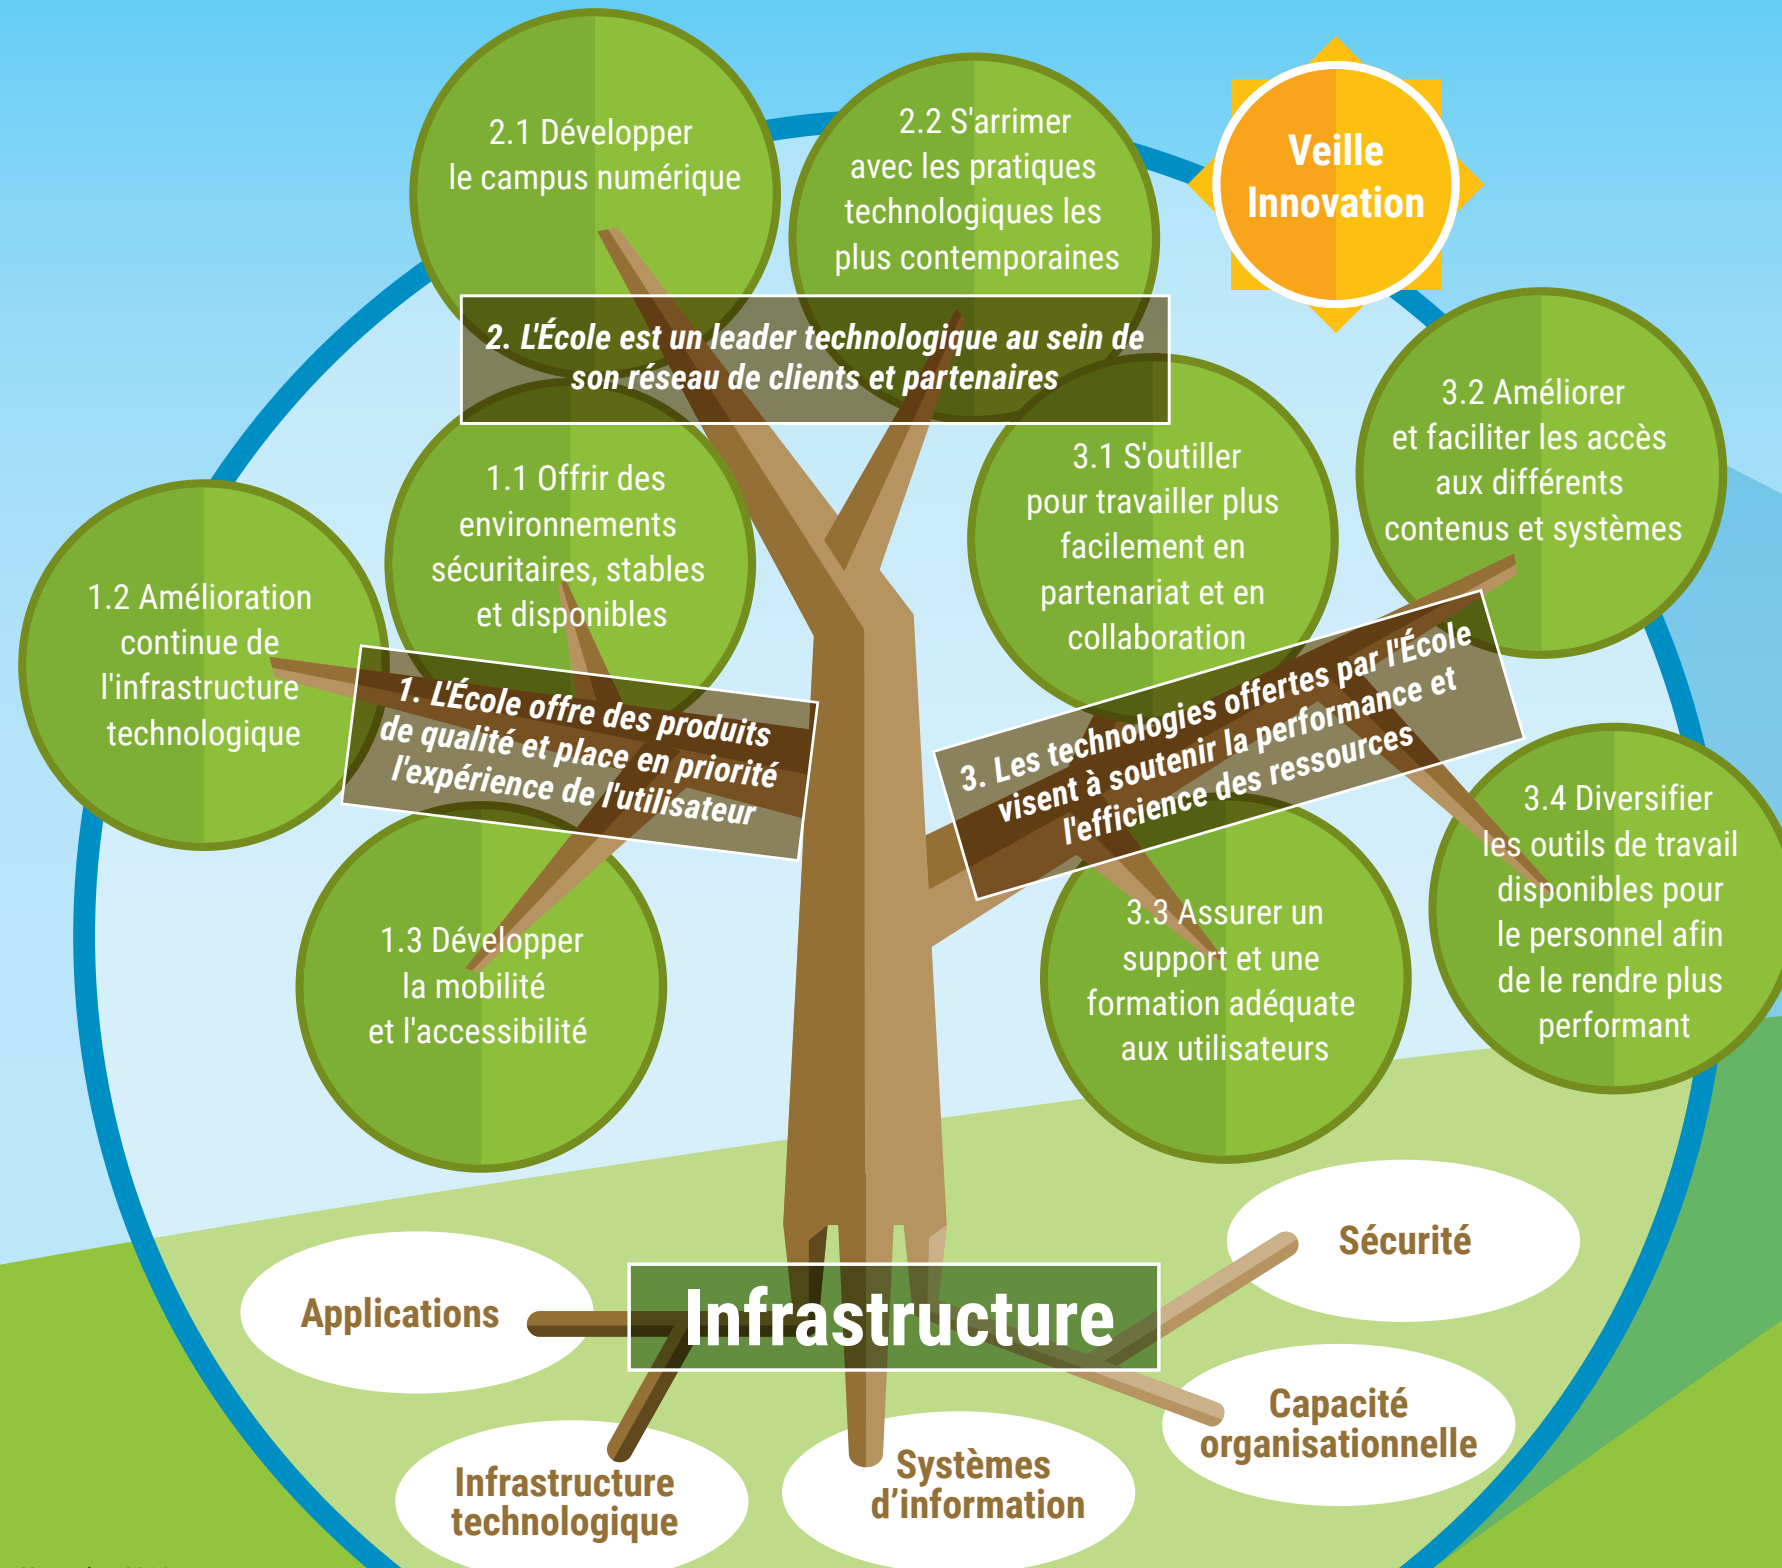 2.1 Développer
le campus numérique
2.2 S'arrimer
avec les pratiques
technologiques les
plus contemporaines
Veille
Innovation
2. L'École est un leader technologique au sein de
son réseau de clients et partenaires
3.2 Améliorer
et faciliter les accès
aux différents
contenus et systèmes
1.1 Offrir des
environnements
sécuritaires, stables
et disponibles
3.1 S'outiller
pour travailler plus
facilement en
partenariat et en
collaboration
1.2 Amélioration
continue de
l'infrastructure
technologique
1. L'École offre des produits
de qualité et place en priorité
l'expérience de l'utilisateur
3. Les technologies offertes par l'École
visent à soutenir la performance et
l'efficience des ressources
3.4 Diversifier
les outils de travail
disponibles pour
le personnel afin
de le rendre plus
performant
1.3 Développer
la mobilité
et l'accessibilité
3.3 Assurer un
support et une
formation adéquate
aux utilisateurs
Sécurité
Applications
Infrastructure
Capacité
organisationnelle
Infrastructure
technologique
Systèmes
d’information